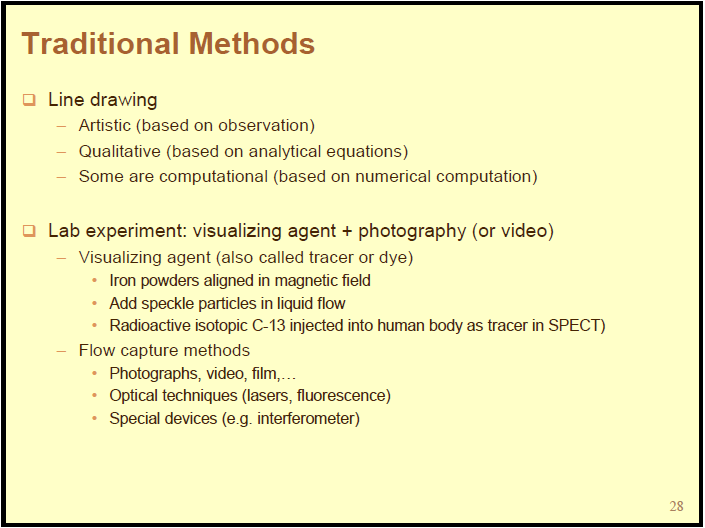 Traditional Methods
❑ Line drawing
– Artistic (based on observation)
– Qualitative (based on analytical equations)
– Some are computational (based on numerical computation)
❑ Lab experiment: visualizing agent + photography (or video)
– Visualizing agent (also called tracer or dye)
• Iron powders aligned in magnetic field
• Add speckle particles in liquid flow
• Radioactive isotopic C-13 injected into human body as tracer in SPECT)
– Flow capture methods
• Photographs, video, film,…
• Optical techniques (lasers, fluorescence)
• Special devices (e.g. interferometer)
28